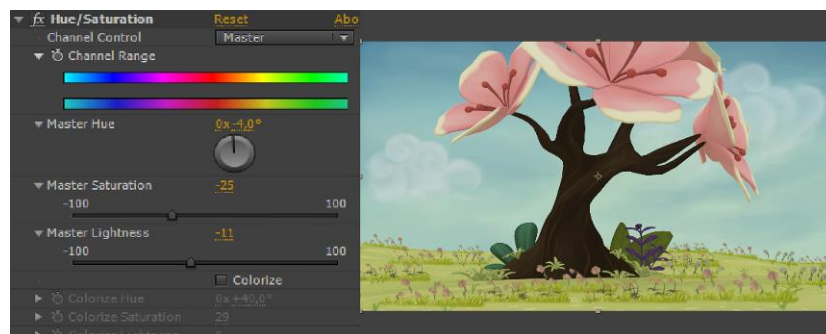 fx Hue/Saturation Reset Abo
Channel Control Master
Channel Range
Master Hue 0x-4,0°
Master Saturation -25
-100 100
Master Lightness -11
-100 100
Colorize
Colorize Hue 0x+40,0°
Colorize Saturation 29